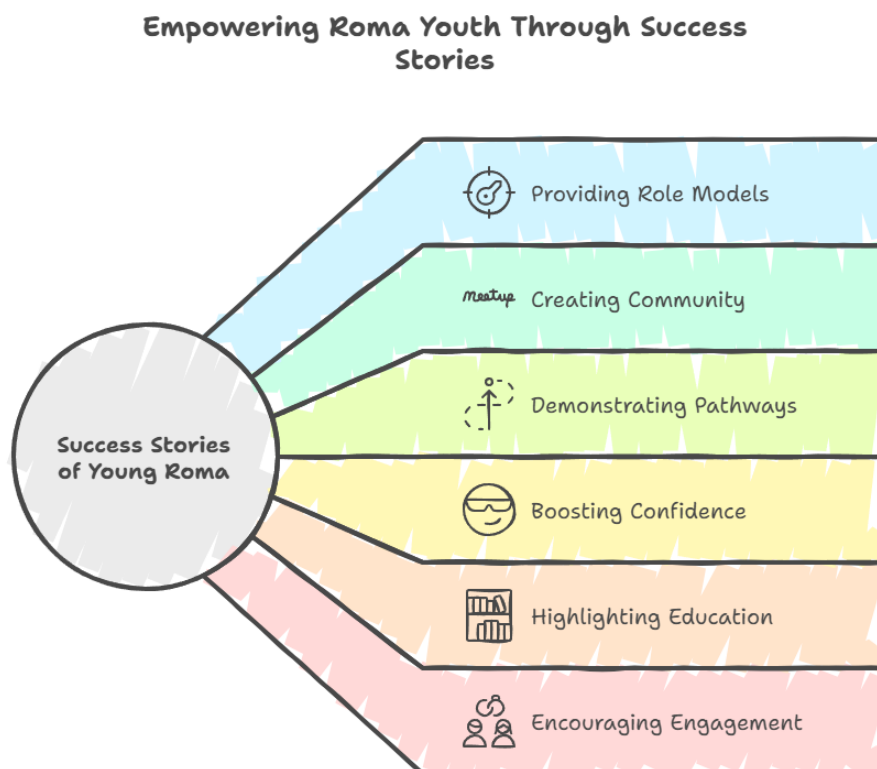 Empowering Roma Youth Through Success
Stories
Providing Role Models
meetup
Creating Community
Demonstrating Pathways
Success Stories
of Young Roma
Boosting Confidence
Highlighting Education
Encouraging Engagement